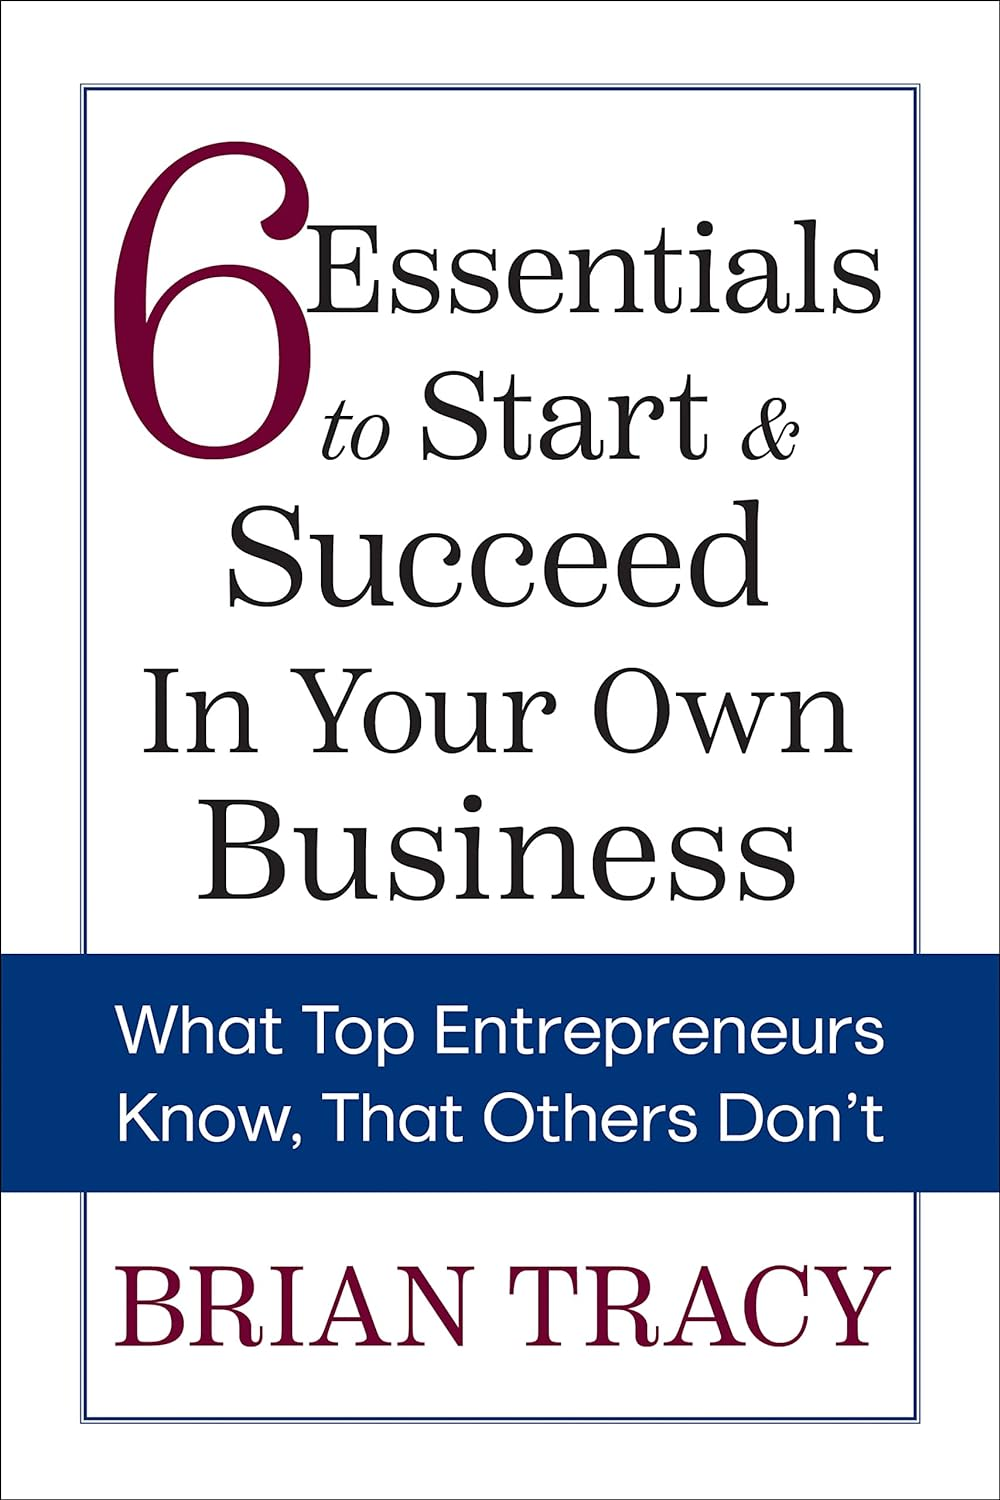 6 Essentials
to Start &
Succeed
In Your Own
Business
What Top Entrepreneurs
Know, That Others Don't
BRIAN TRACY